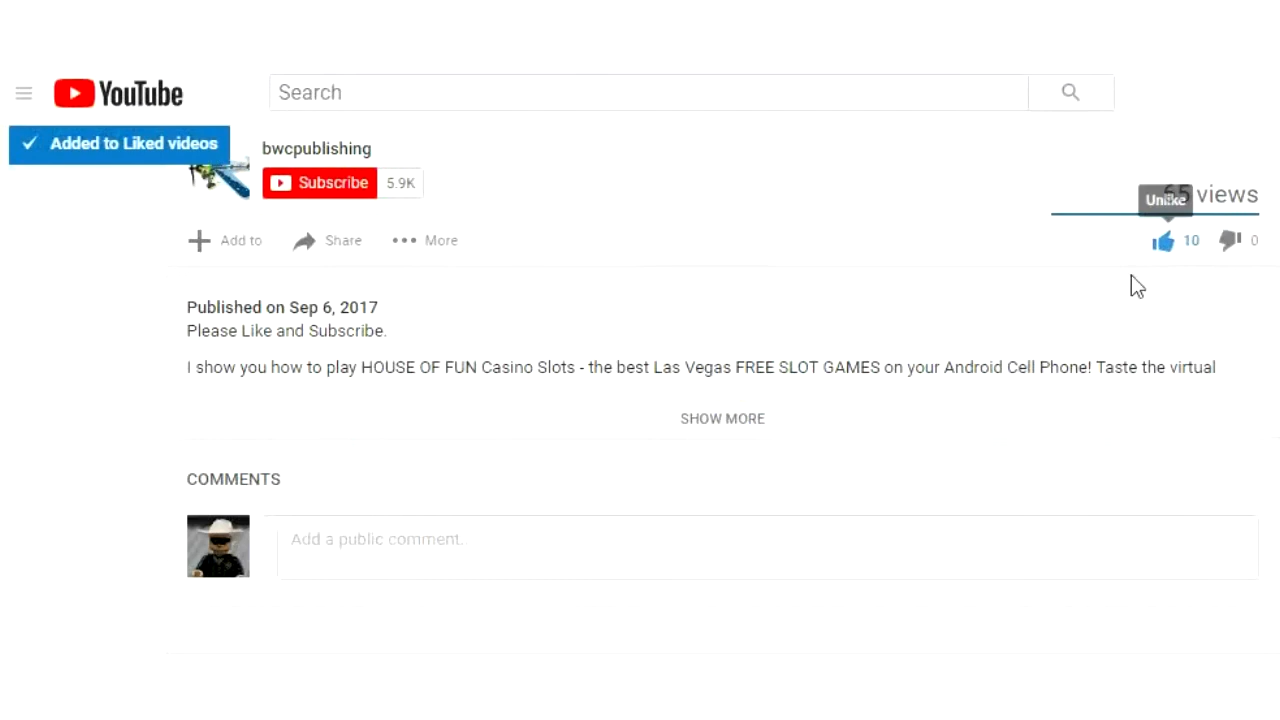 YouTube
Search
Added to Liked videos
bwcpublishing
Subscribe 5.9K
65 views
Unlike
Add to Share More
10 0
Published on Sep 6, 2017
Please Like and Subscribe.
I show you how to play HOUSE OF FUN Casino Slots - the best Las Vegas FREE SLOT GAMES on your Android Cell Phone! Taste the virtual
SHOW MORE
COMMENTS
Add a public comment.